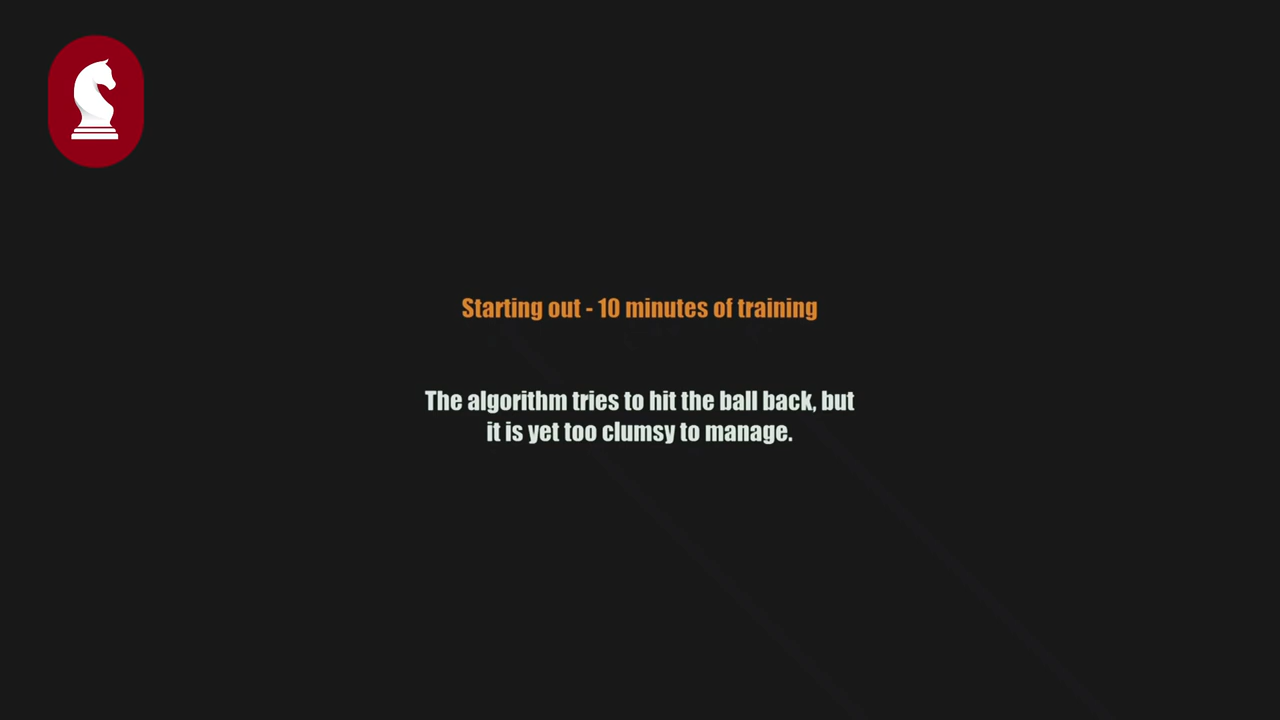 Starting out - 10 minutes of training
The algorithm tries to hit the ball back, but
it is yet too clumsy to manage.